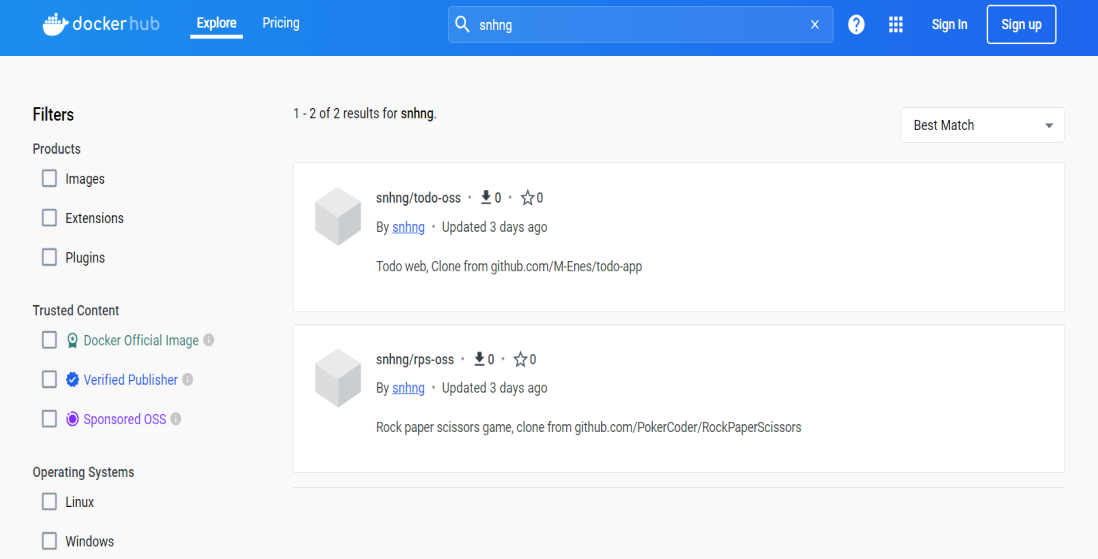 dockerhub Explore Pricing snhng Sign In Sign up
Filters
Products
Images
Extensions
Plugins
Trusted Content
Docker Official Image
Verified Publisher
Sponsored OSS
Operating Systems
Linux
Windows
1 - 2 of 2 results for snhng.
Best Match
snhng/todo-oss • 0 • 0
By snhng • Updated 3 days ago
Todo web, Clone from github.com/M-Enes/todo-app
snhng/rps-oss • 0 • 0
By snhng • Updated 3 days ago
Rock paper scissors game, clone from github.com/PokerCoder/RockPaperScissors